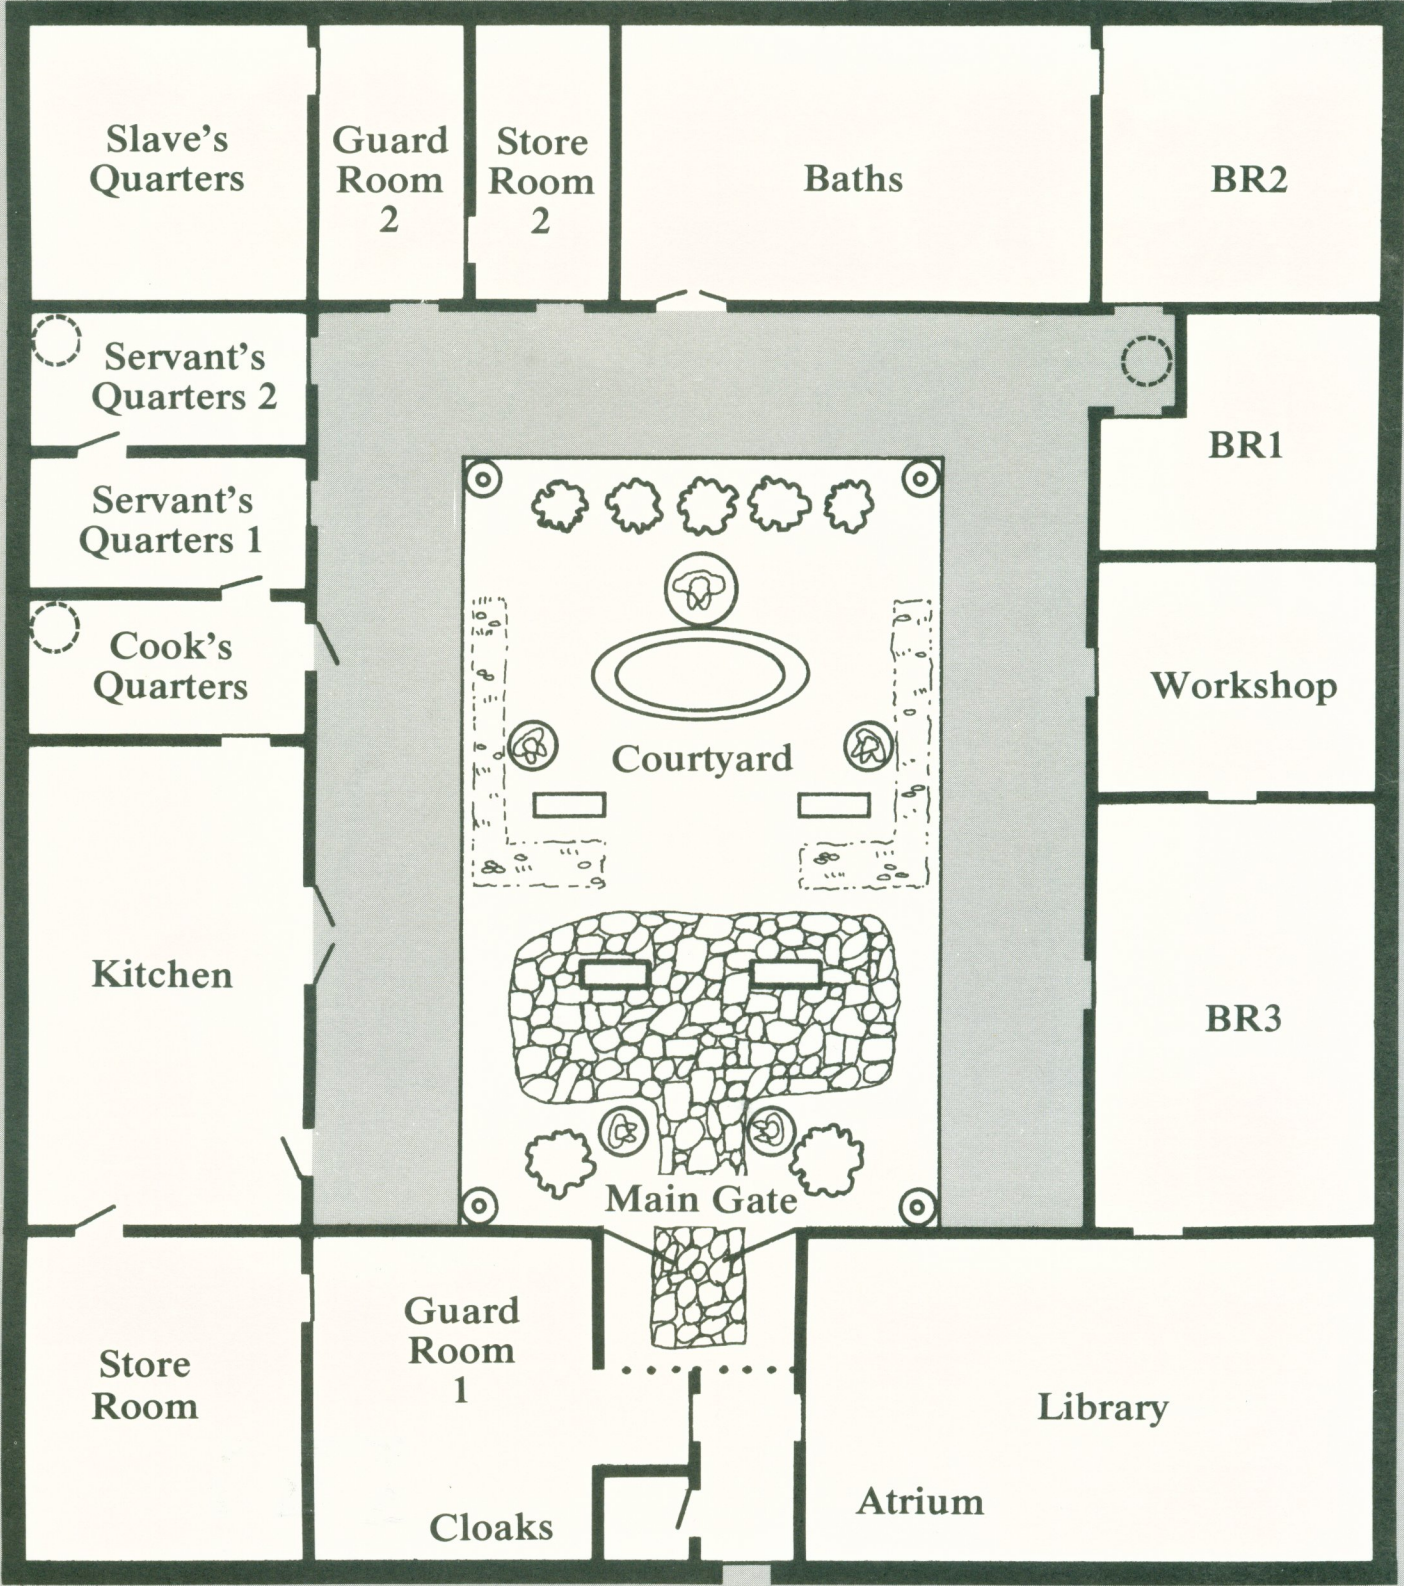 Slave's
Quarters
Guard
Room
2
Store
Room
2
Baths
BR2
Servant's
Quarters 2
BR1
Servant's
Quarters 1
Cook's
Quarters
Workshop
Courtyard
Kitchen
BR3
Main Gate
Guard
Room
1
Store
Room
Library
Atrium
Cloaks